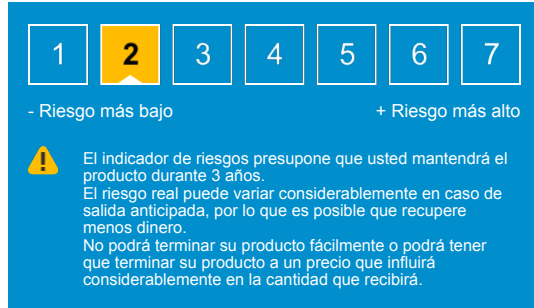 1 2 3 4 5 6 7
- Riesgo más bajo + Riesgo más alto
El indicador de riesgos presupone que usted mantendrá el
producto durante 3 años.
El riesgo real puede variar considerablemente en caso de
salida anticipada, por lo que es posible que recupere
menos dinero.
No podrá terminar su producto fácilmente o podrá tener
que terminar su producto a un precio que influirá
considerablemente en la cantidad que recibirá.